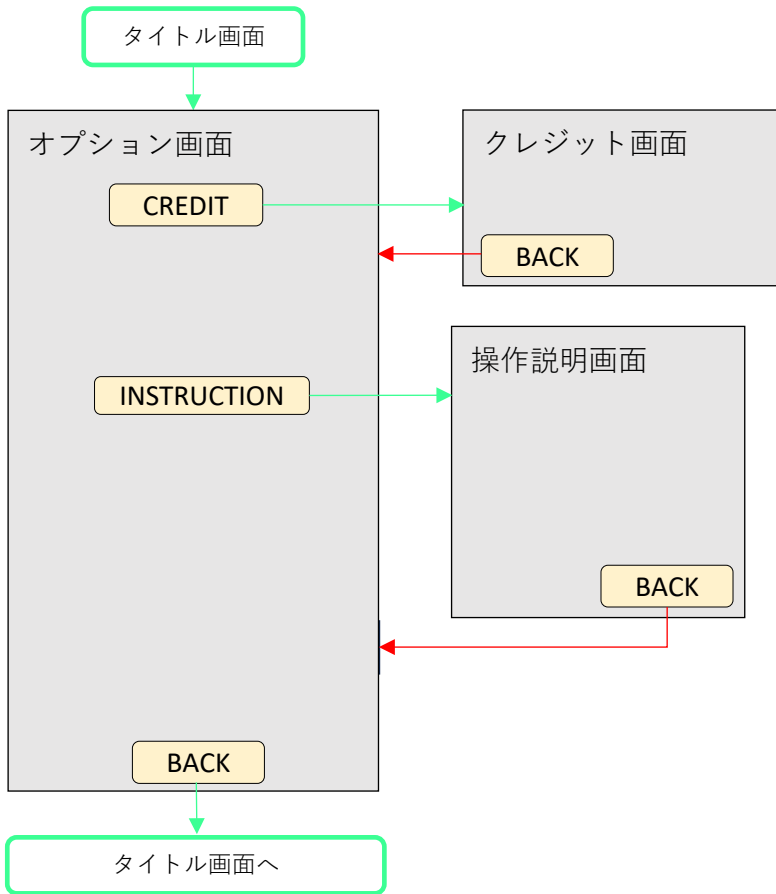 タイトル画面
オプション画面
クレジット画面
CREDIT
BACK
操作説明画面
INSTRUCTION
BACK
BACK
タイトル画面へ